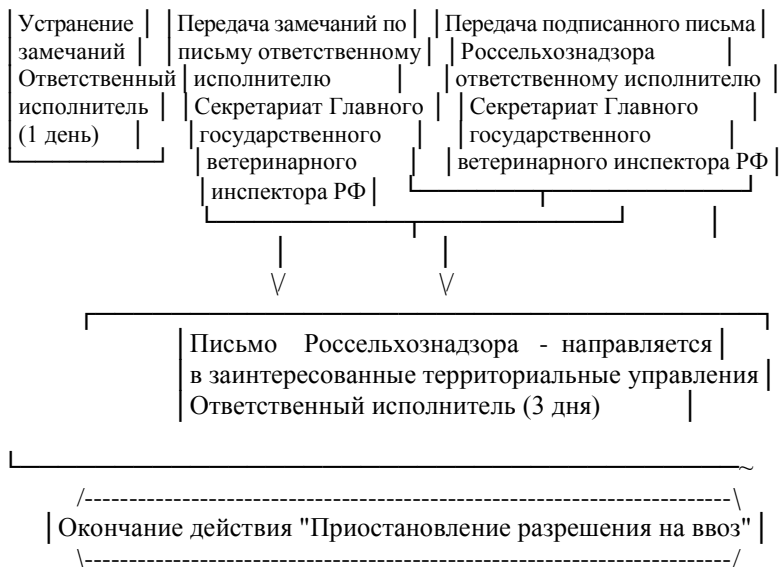 │Устранение │ │Передача замечаний по│ │Передача подписанного письма│
│замечаний │ │письму ответственному│ │Россельхознадзора │
│Ответственный│исполнителю │ │ответственному исполнителю│
│исполнитель│ │Секретариат Главного│ │Секретариат Главного │
│(1 день) │ │государственного │ │государственного │
└──────────┘ │ветеринарного │ │ветеринарного инспектора РФ│
│инспектора РФ│ └────────┬────────┘
└────────┬────────┘ │
│ │
\/ \/
┌──────────────────────────────┐
│Письмо Россельхознадзора - направляется│
│в заинтересованные территориальные управления│
│Ответственный исполнитель (3 дня) │
└──────────────────────────────~
/-------------------------------------------------------------------------\
│Окончание действия "Приостановление разрешения на ввоз"│
\-------------------------------------------------------------------------/